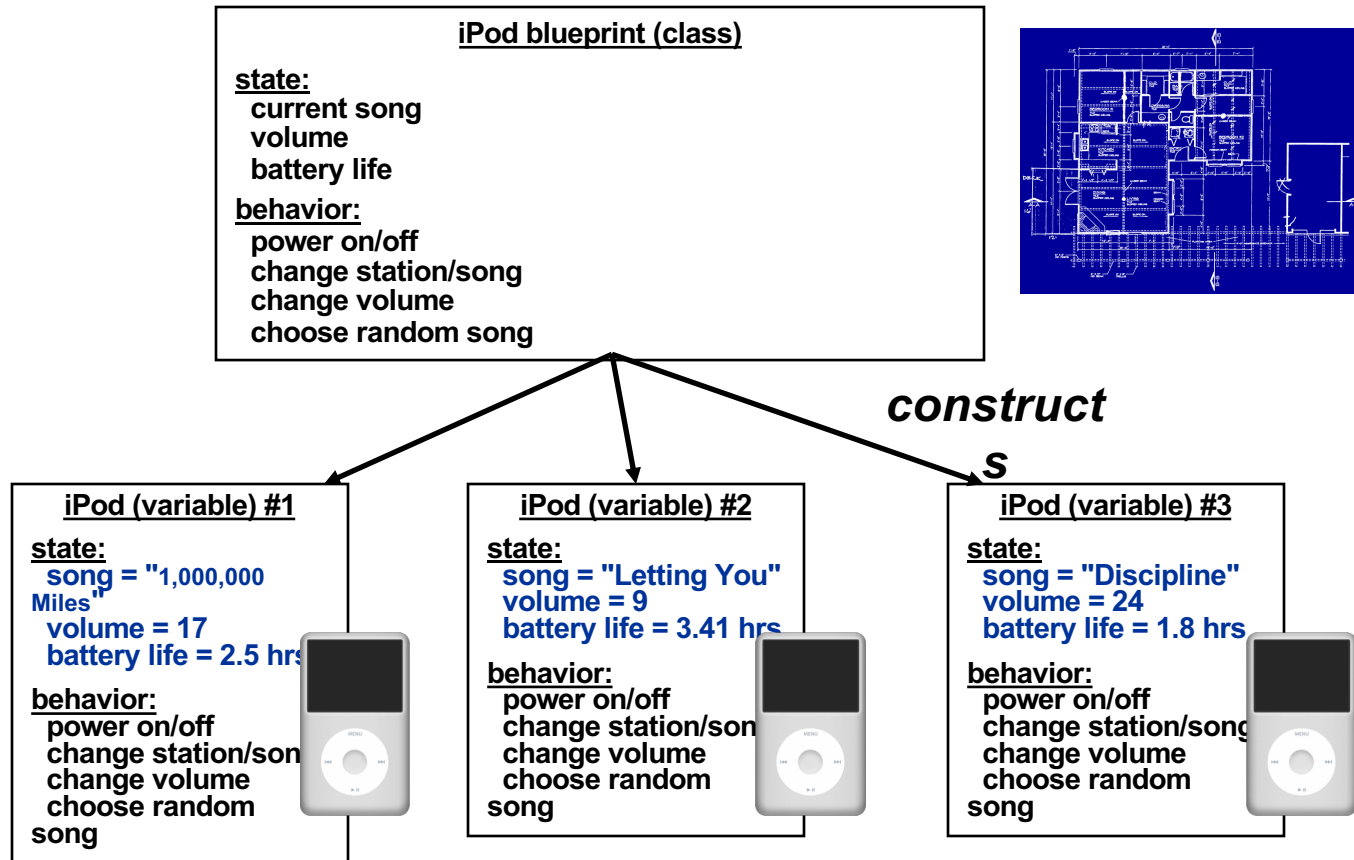 iPod blueprint (class)
state:
current song
volume
battery life
behavior:
power on/off
change station/song
change volume
choose random song
construct
s
iPod (variable) #1
state:
song = "1,000,000
Miles"
volume = 17
battery life = 2.5 hrs
behavior:
power on/off
change station/son
change volume
choose random
song
MENU
iPod (variable) #2
state:
song = "Letting You"
volume = 9
battery life = 3.41 hrs
behavior:
power on/off
change station/son
change volume
choose random
song
MENU
iPod (variable) #3
state:
song = "Discipline"
volume = 24
battery life = 1.8 hrs
behavior:
power on/off
change station/song
change volume
choose random
song
MENU